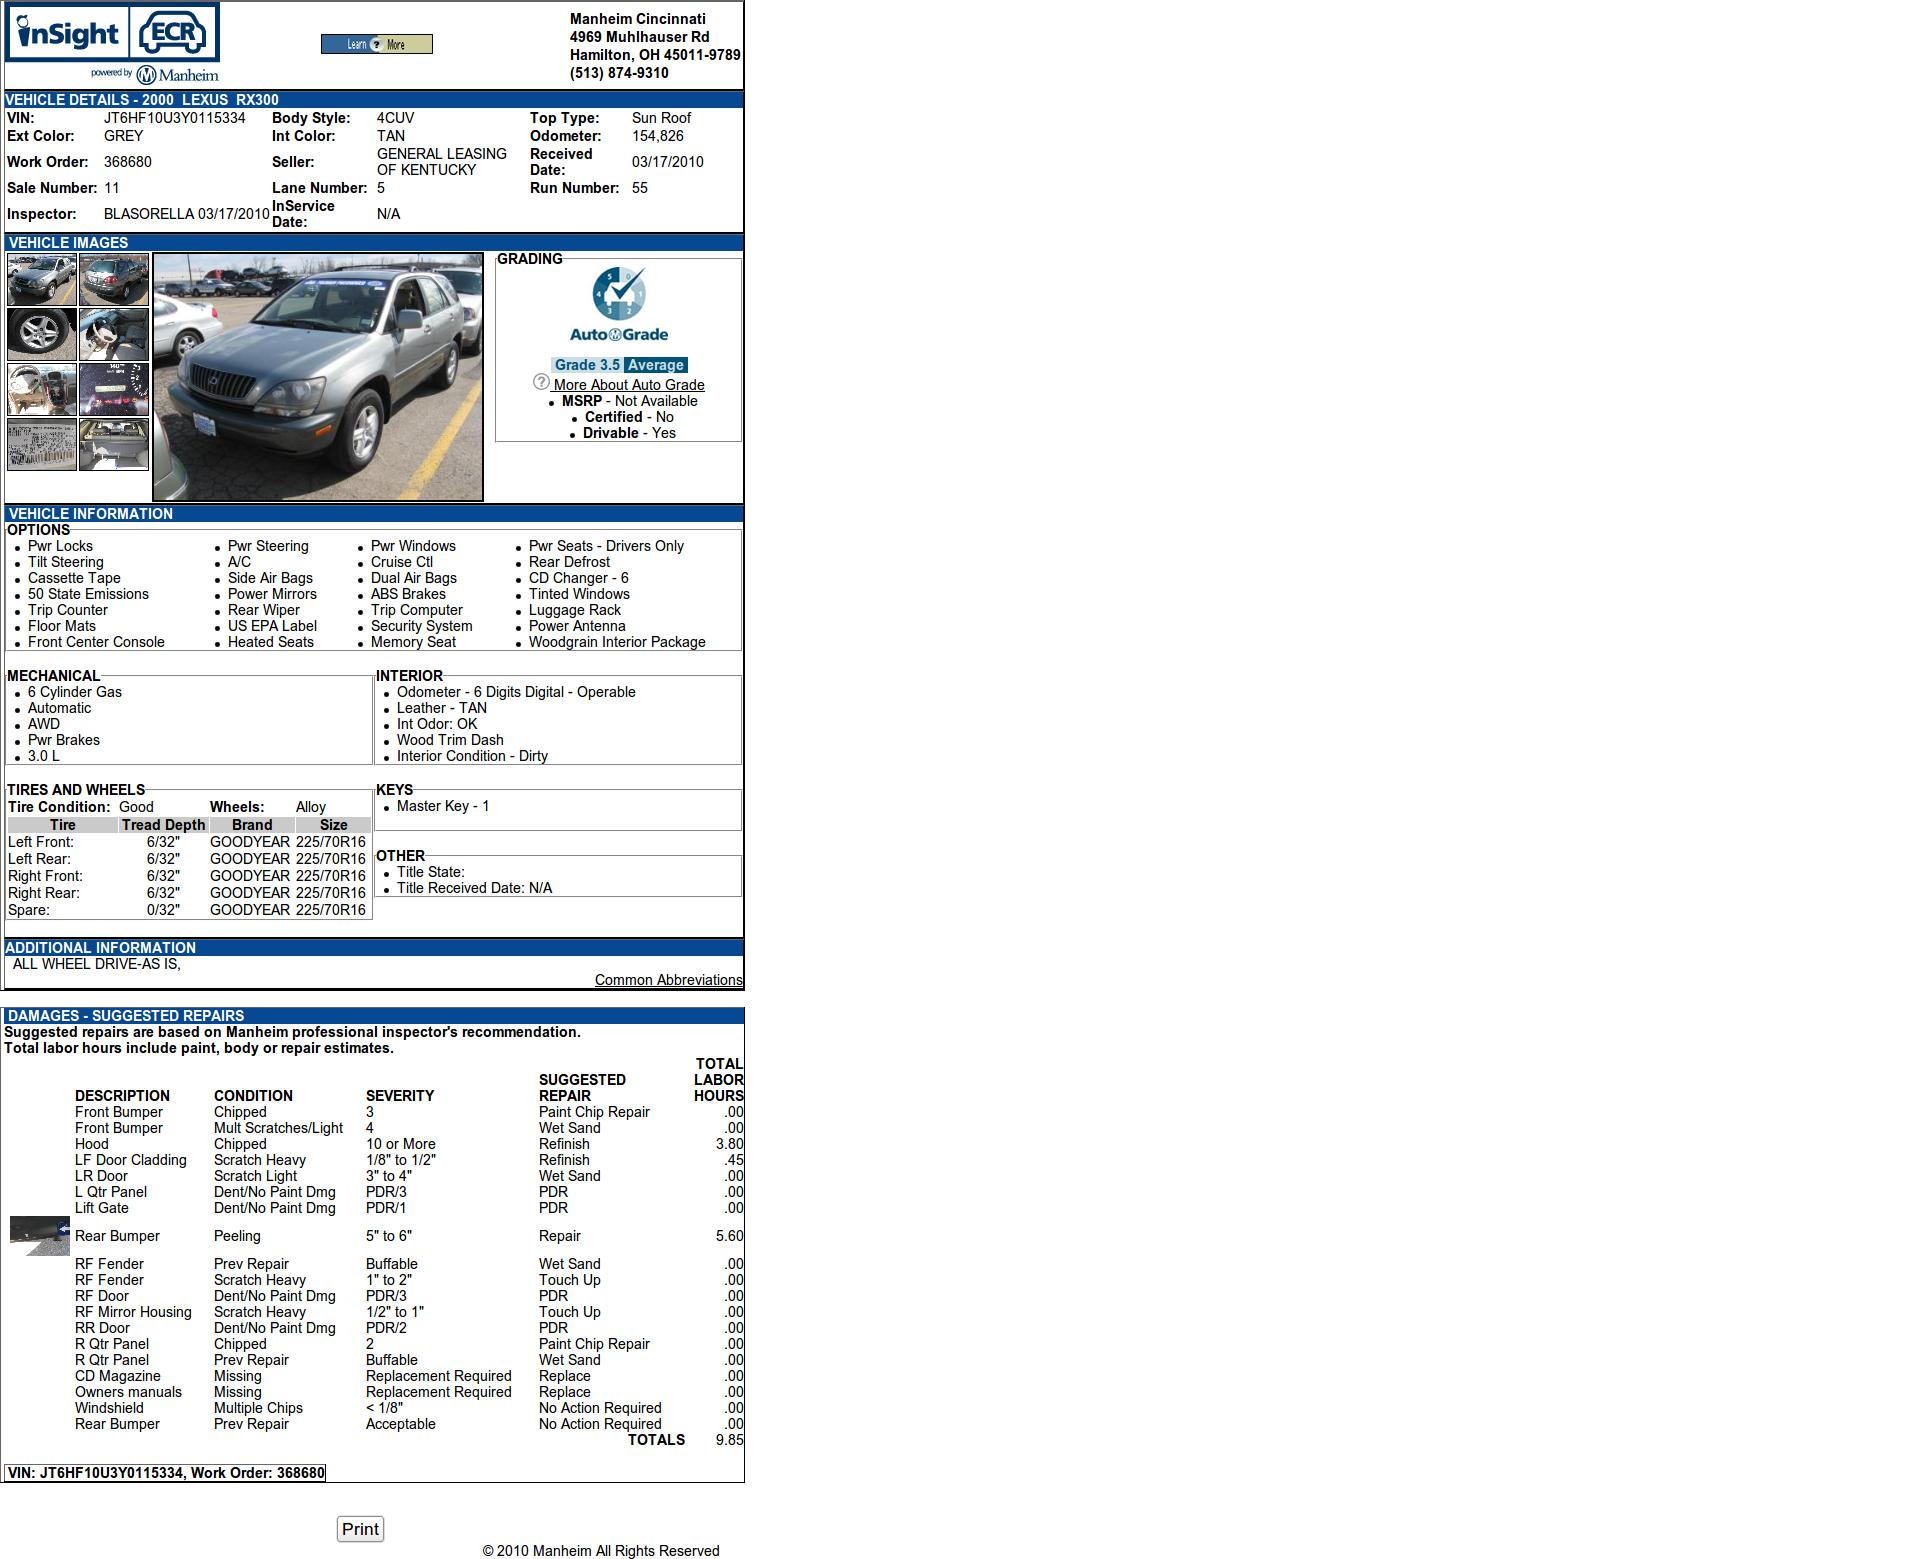 inSight ECR
powered by Manheim
Learn ? More
Manheim Cincinnati
4969 Muhlhauser Rd
Hamilton, OH 45011-9789
(513) 874-9310
VEHICLE DETAILS - 2000 LEXUS RX300
VIN: JT6HF10U3Y0115334 Body Style: 4CUV Top Type: Sun Roof
Ext Color: GREY Int Color: TAN Odometer: 154,826
Work Order: 368680 Seller: GENERAL LEASING OF KENTUCKY Received Date: 03/17/2010
Sale Number: 11 Lane Number: 5 Run Number: 55
Inspector: BLASORELLA 03/17/2010 InService Date: N/A
VEHICLE IMAGES
GRADING
5 0
4 1
3 2
AutoGrade
Grade 3.5 Average
? More About Auto Grade
• MSRP - Not Available
• Certified - No
• Drivable - Yes
VEHICLE INFORMATION
OPTIONS
• Pwr Locks • Pwr Steering • Pwr Windows • Pwr Seats - Drivers Only
• Tilt Steering • A/C • Cruise Ctl • Rear Defrost
• Cassette Tape • Side Air Bags • Dual Air Bags • CD Changer - 6
• 50 State Emissions • Power Mirrors • ABS Brakes • Tinted Windows
• Trip Counter • Rear Wiper • Trip Computer • Luggage Rack
• Floor Mats • US EPA Label • Security System • Power Antenna
• Front Center Console • Heated Seats • Memory Seat • Woodgrain Interior Package
MECHANICAL
• 6 Cylinder Gas
• Automatic
• AWD
• Pwr Brakes
• 3.0 L
INTERIOR
• Odometer - 6 Digits Digital - Operable
• Leather - TAN
• Int Odor: OK
• Wood Trim Dash
• Interior Condition - Dirty
TIRES AND WHEELS
Tire Condition: Good Wheels: Alloy
Tire Tread Depth Brand Size
Left Front: 6/32" GOODYEAR 225/70R16
Left Rear: 6/32" GOODYEAR 225/70R16
Right Front: 6/32" GOODYEAR 225/70R16
Right Rear: 6/32" GOODYEAR 225/70R16
Spare: 0/32" GOODYEAR 225/70R16
KEYS
• Master Key - 1
OTHER
• Title State:
• Title Received Date: N/A
ADDITIONAL INFORMATION
ALL WHEEL DRIVE-AS IS,
Common Abbreviations
DAMAGES - SUGGESTED REPAIRS
Suggested repairs are based on Manheim professional inspector's recommendation.
Total labor hours include paint, body or repair estimates.
DESCRIPTION CONDITION SEVERITY SUGGESTED REPAIR TOTAL LABOR HOURS
Front Bumper Chipped 3 Paint Chip Repair .00
Front Bumper Mult Scratches/Light 4 Wet Sand .00
Hood Chipped 10 or More Refinish 3.80
LF Door Cladding Scratch Heavy 1/8" to 1/2" Refinish .45
LR Door Scratch Light 3" to 4" Wet Sand .00
L Qtr Panel Dent/No Paint Dmg PDR/3 PDR .00
Lift Gate Dent/No Paint Dmg PDR/1 PDR .00
Rear Bumper Peeling 5" to 6" Repair 5.60
RF Fender Prev Repair Buffable Wet Sand .00
RF Fender Scratch Heavy 1" to 2" Touch Up .00
RF Door Dent/No Paint Dmg PDR/3 PDR .00
RF Mirror Housing Scratch Heavy 1/2" to 1" Touch Up .00
RR Door Dent/No Paint Dmg PDR/2 PDR .00
R Qtr Panel Chipped 2 Paint Chip Repair .00
R Qtr Panel Prev Repair Buffable Wet Sand .00
CD Magazine Missing Replacement Required Replace .00
Owners manuals Missing Replacement Required Replace .00
Windshield Multiple Chips < 1/8" No Action Required .00
Rear Bumper Prev Repair Acceptable No Action Required .00
TOTALS 9.85
VIN: JT6HF10U3Y0115334, Work Order: 368680
Print
© 2010 Manheim All Rights Reserved